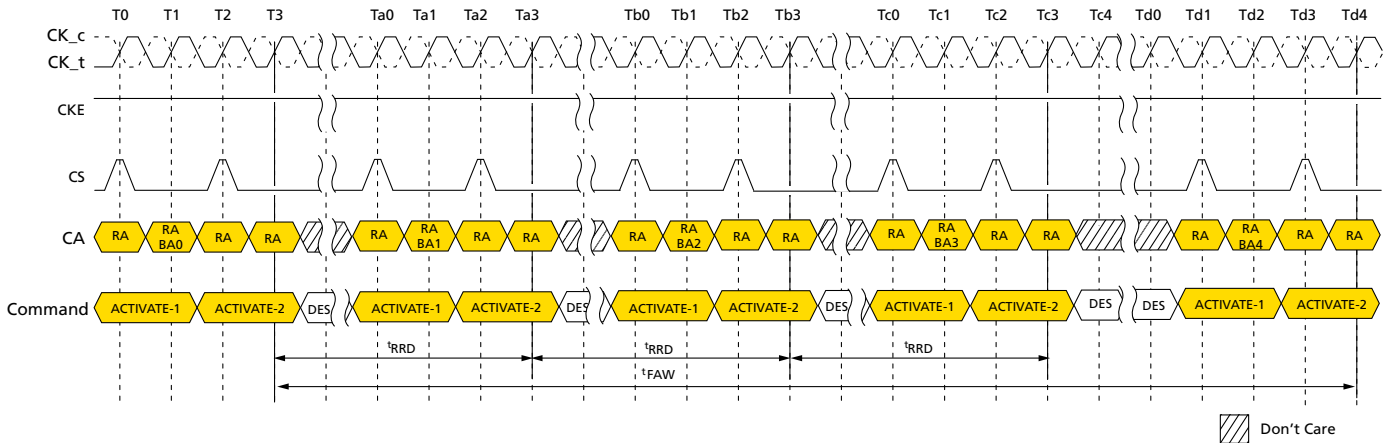 T0 T1 T2 T3 Ta0 Ta1 Ta2 Ta3 Tb0 Tb1 Tb2 Tb3 Tc0 Tc1 Tc2 Tc3 Tc4 Td0 Td1 Td2 Td3 Td4
CK_c
CK_t
CKE
CS
CA RA RA BA0 RA RA RA RA BA1 RA RA RA RA BA2 RA RA RA RA BA3 RA RA RA RA BA4 RA RA
Command ACTIVATE-1 ACTIVATE-2 DES ACTIVATE-1 ACTIVATE-2 DES ACTIVATE-1 ACTIVATE-2 DES ACTIVATE-1 ACTIVATE-2 DES DES ACTIVATE-1 ACTIVATE-2
tRRD tRRD tRRD
tFAW
Don't Care